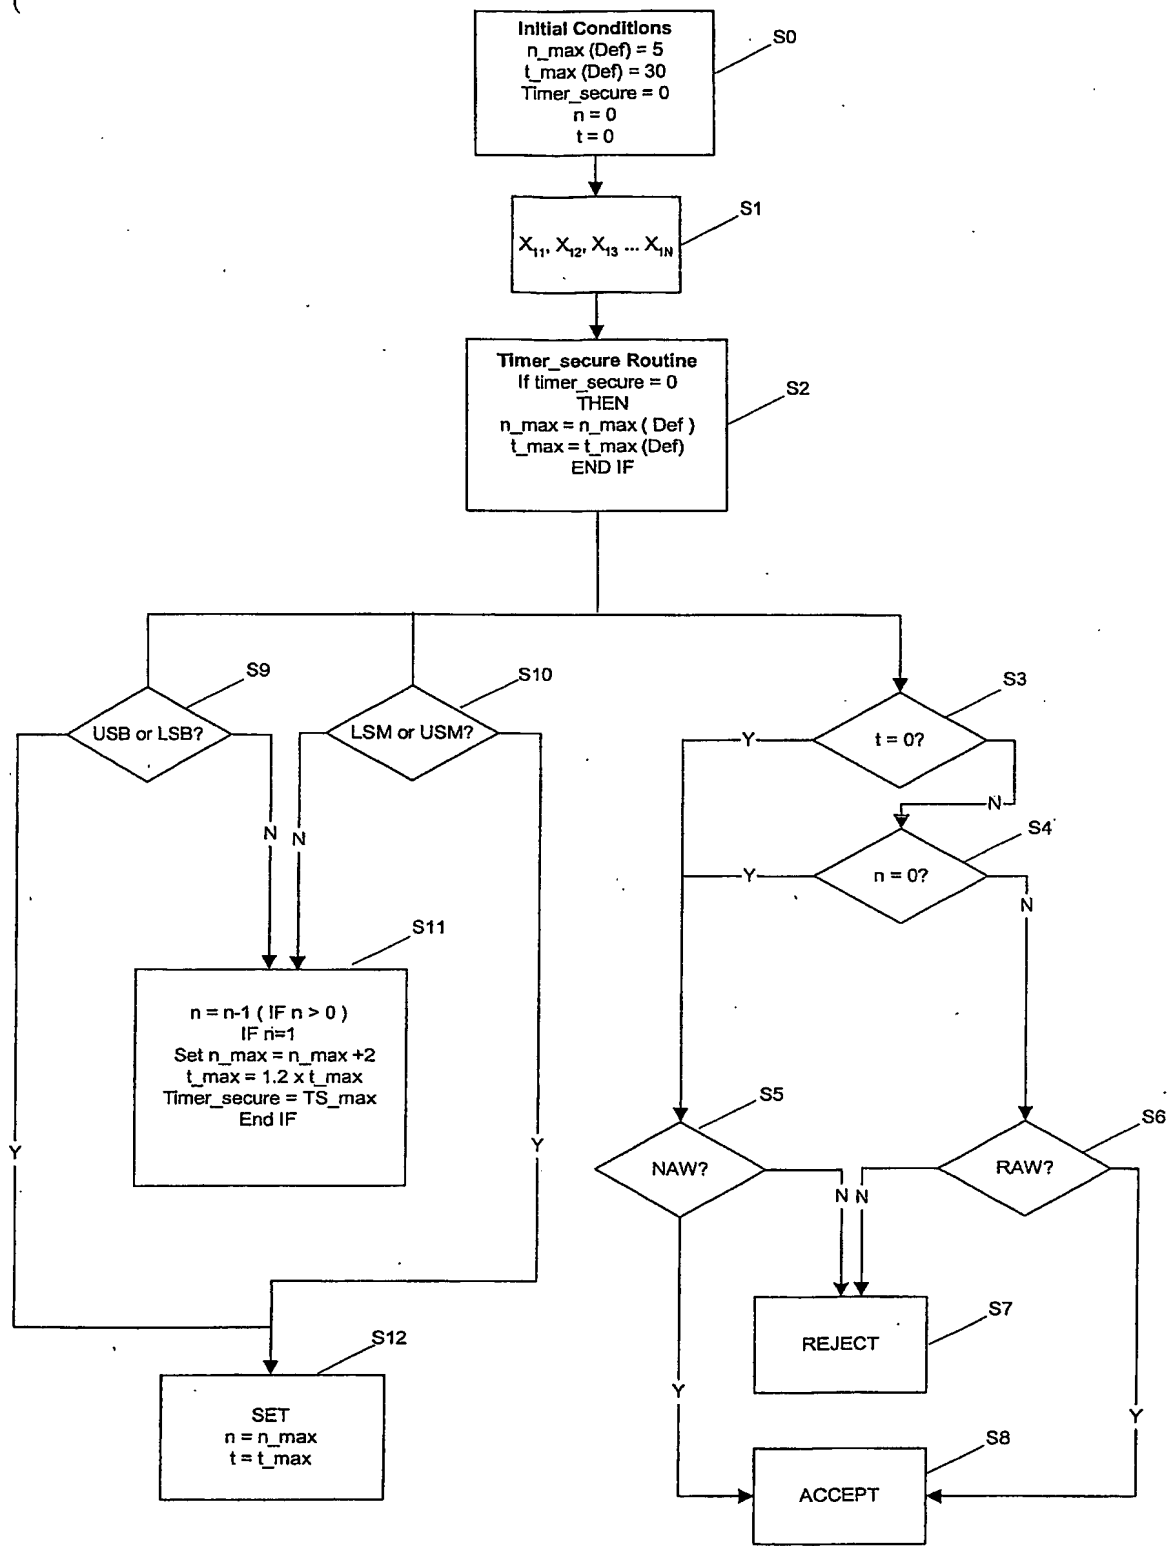 Initial Conditions
n_max (Def) = 5
t_max (Def) = 30
Timer_secure = 0
n = 0
t = 0
S0
S1
X11, X12, X13 ... X1N
Timer_secure Routine
If timer_secure = 0
THEN
n_max = n_max ( Def )
t_max = t_max (Def)
END IF
S2
S9
USB or LSB?
S10
LSM or USM?
S3
t = 0?
Y
N
S4
n = 0?
Y
N
N
N
S11
n = n-1 ( IF n > 0 )
IF n=1
Set n_max = n_max +2
t_max = 1.2 x t_max
Timer_secure = TS_max
End IF
Y
Y
S5
NAW?
S6
RAW?
N
N
S7
REJECT
S12
SET
n = n_max
t = t_max
Y
Y
S8
ACCEPT